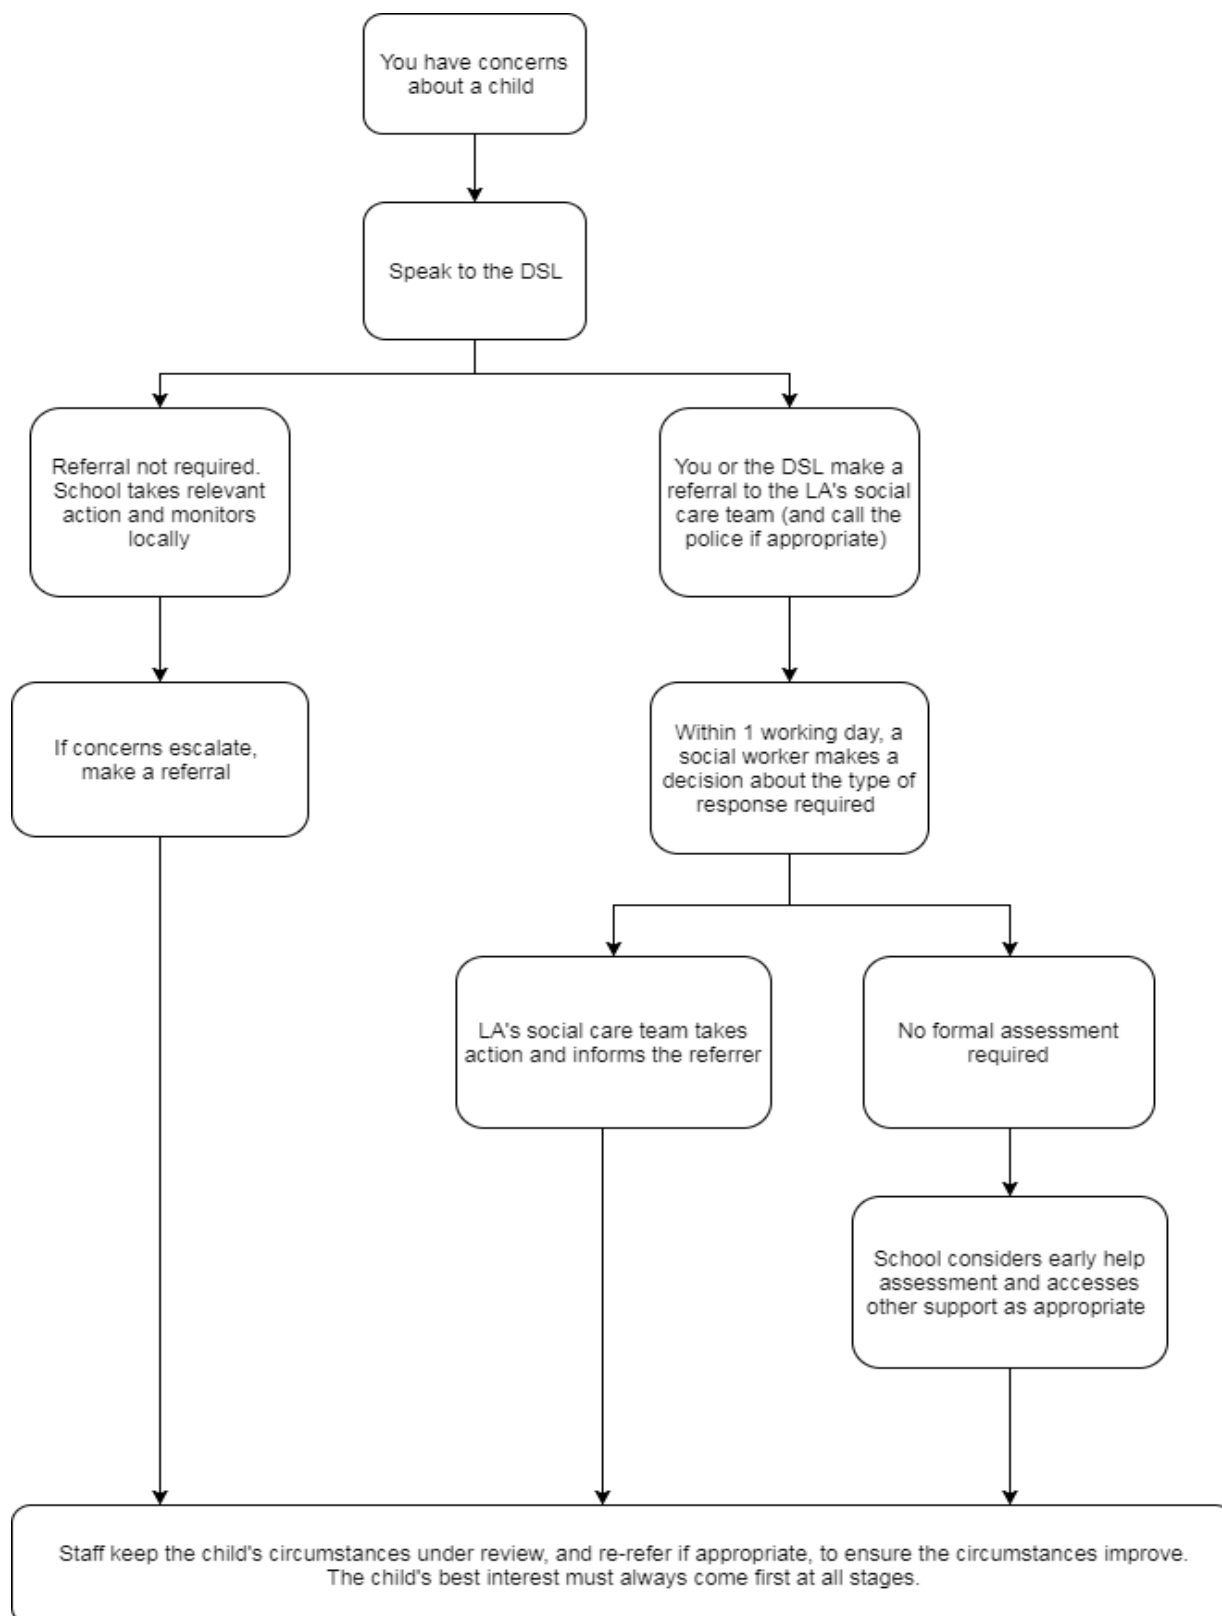 You have concerns
about a child
Speak to the DSL
Referral not required.
School takes relevant
action and monitors
locally
You or the DSL make a
referral to the LA's social
care team (and call the
police if appropriate)
If concerns escalate,
make a referral
Within 1 working day, a
social worker makes a
decision about the type of
response required
LA's social care team takes
action and informs the referrer
No formal assessment
required
School considers early help
assessment and accesses
other support as appropriate
Staff keep the child's circumstances under review, and re-refer if appropriate, to ensure the circumstances improve.
The child's best interest must always come first at all stages.